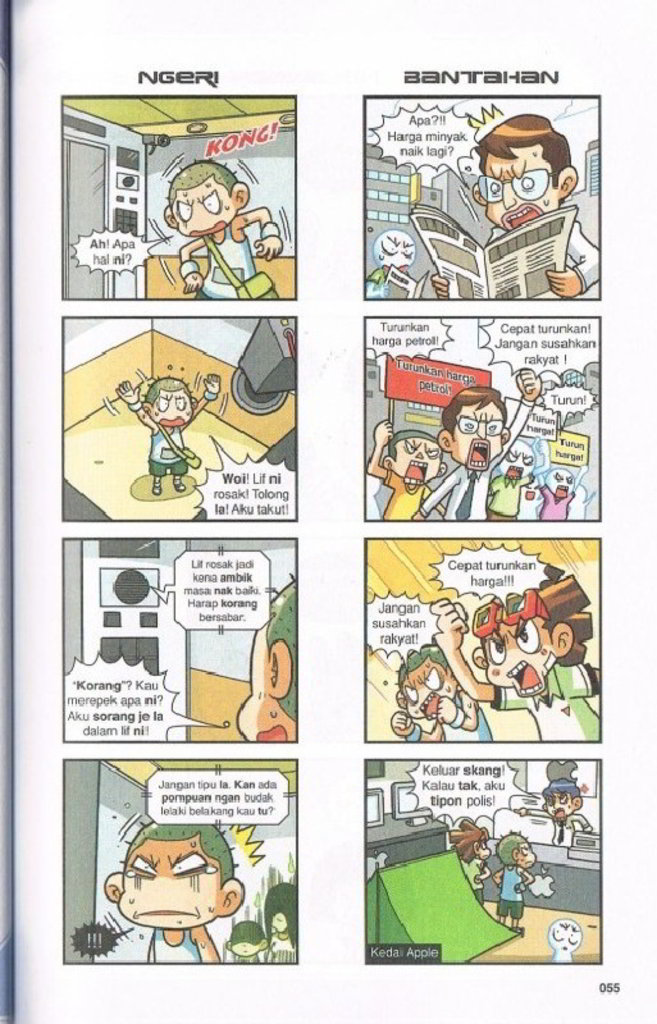 NGERI
KONG!
Ah! Apa
hal ni?
Woi! Lif ni
rosak! Tolong
la! Aku takut!
Lif rosak jadi
kena ambik
masa nak baiki.
Harap korang
bersabar.
"Korang"? Kau
merepek apa ni?
Aku sorang je la
dalam lif ni!
Jangan tipu la. Kan ada
pompuan ngan budak
lelaki belakang kau tu?
!!!
BANTAHAN
Apa?!!
Harga minyak
naik lagi?
Turunkan
harga petrol!
Cepat turunkan!
Jangan susahkan
rakyat !
Turun!
Turunkan harga
petrol!
Turun
harga!
Turun
harga!
Cepat turunkan
harga!!!
Jangan
susahkan
rakyat!
Keluar skang!
Kalau tak, aku
tipon polis!
Kedai Apple
055